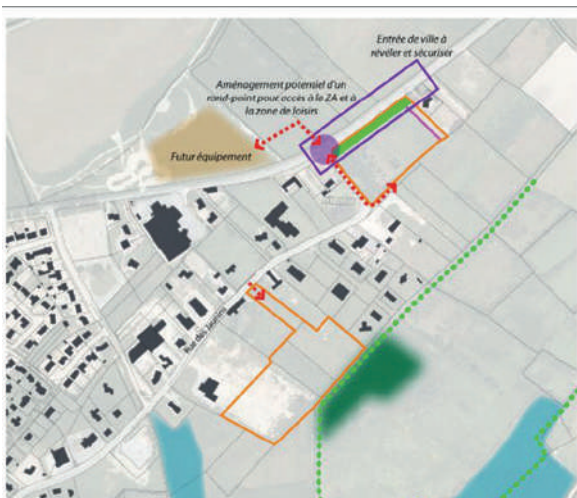 Entrée de ville à
révéler et sécuriser
Aménagement potentiel d'un
rond-point pour accès à la ZA et à
la zone de loisirs
Futur équipement
Rue des Jasmins